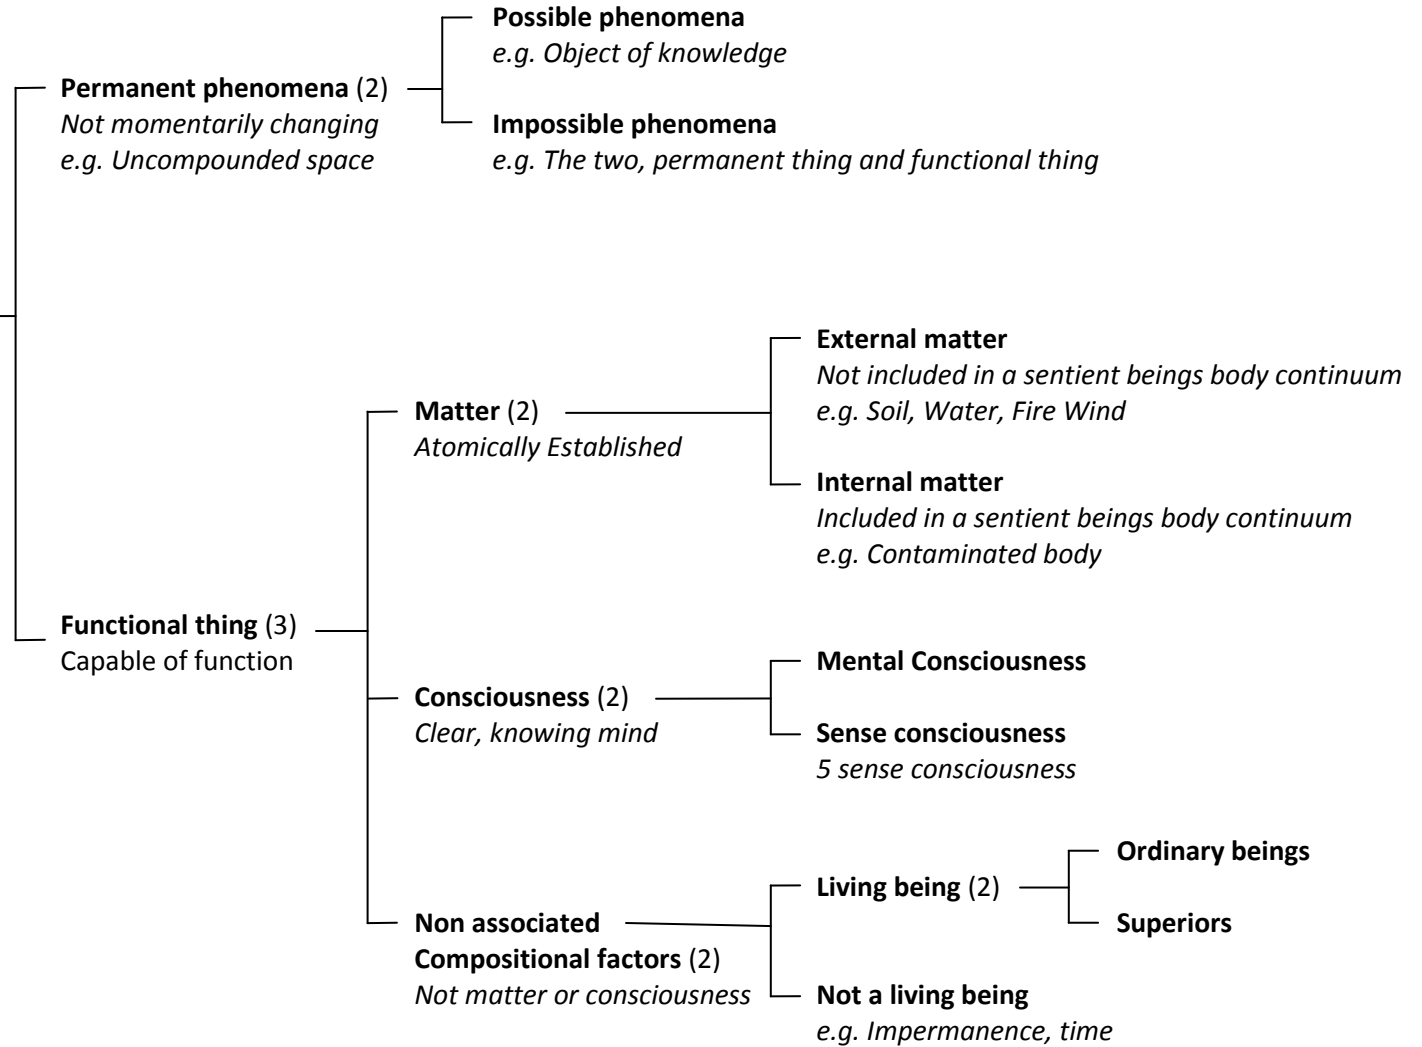 Possible phenomena
e.g. Object of knowledge
Permanent phenomena (2)
Not momentarily changing
e.g. Uncompounded space
Impossible phenomena
e.g. The two, permanent thing and functional thing
External matter
Not included in a sentient beings body continuum
e.g. Soil, Water, Fire Wind
Matter (2)
Atomically Established
Internal matter
Included in a sentient beings body continuum
e.g. Contaminated body
Functional thing (3)
Capable of function
Mental Consciousness
Consciousness (2)
Clear, knowing mind
Sense consciousness
5 sense consciousness
Ordinary beings
Living being (2)
Superiors
Non associated
Compositional factors (2)
Not matter or consciousness
Not a living being
e.g. Impermanence, time